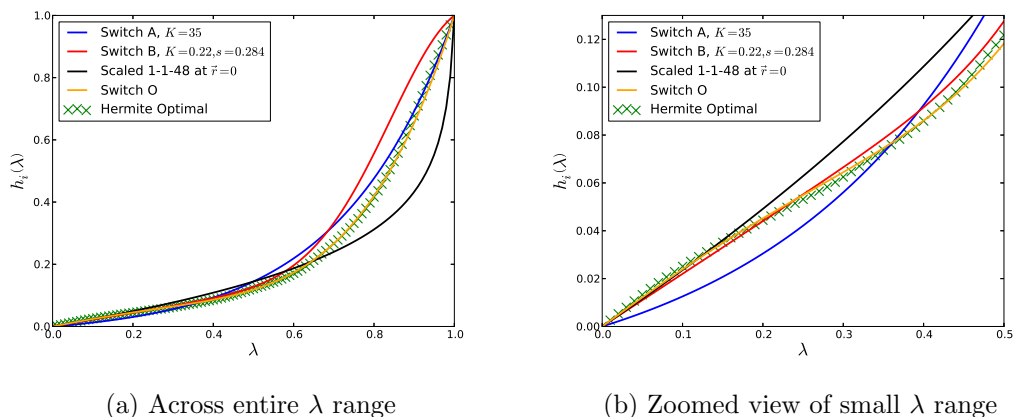 Switch A, K=35
Switch B, K=0.22,s=0.284
Scaled 1-1-48 at r⃗=0
Switch O
Hermite Optimal
1.0
0.8
0.6
0.4
0.2
0.0
h_i(λ)
0.0 0.2 0.4 0.6 0.8 1.0
λ
(a) Across entire λ range
Switch A, K=35
Switch B, K=0.22,s=0.284
Scaled 1-1-48 at r⃗=0
Switch O
Hermite Optimal
0.12
0.10
0.08
0.06
0.04
0.02
0.00
h_i(λ)
0.0 0.1 0.2 0.3 0.4 0.5
λ
(b) Zoomed view of small λ range